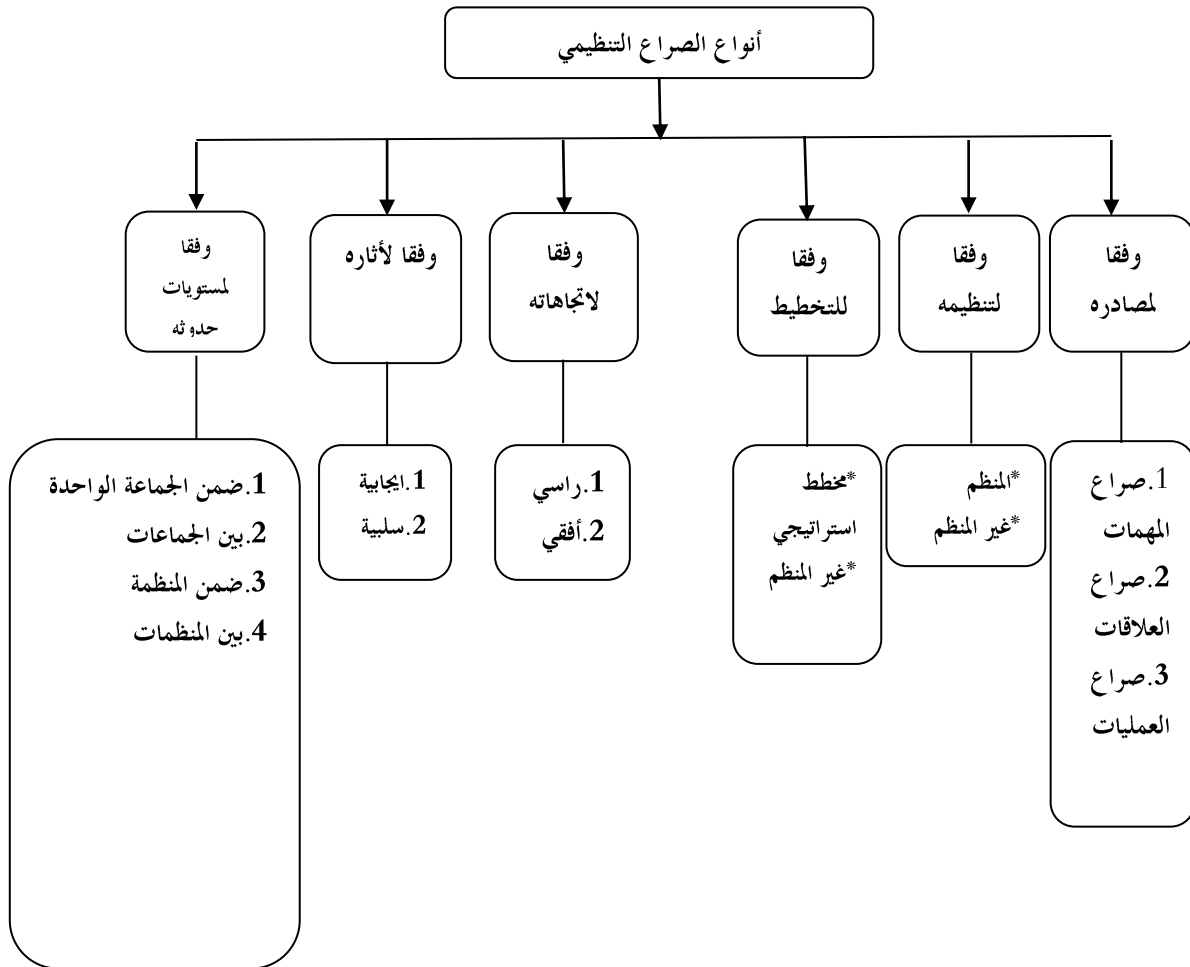 أنواع الصراع التنظيمي
وفقا
لمصادره
وفقا
لتنظيمه
وفقا
للتخطيط
وفقا
لاتجاهاته
وفقا لأثاره
وفقا
لمستويات
حدوثه
1.صراع
المهمات
2.صراع
العلاقات
3.صراع
العمليات
*المنظم
*غير المنظم
*مخطط
استراتيجي
*غير المنظم
1.راسي
2.أفقي
1.ايجابية
2.سلبية
1.ضمن الجماعة الواحدة
2.بين الجماعات
3.ضمن المنظمة
4.بين المنظمات